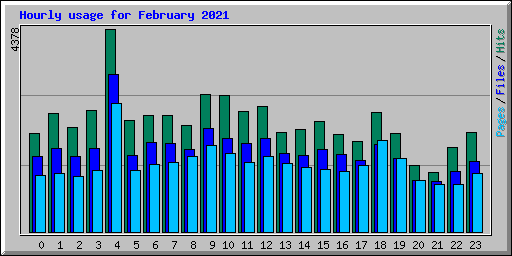 Hourly usage for February 2021
4378
Pages / Files / Hits
0 1 2 3 4 5 6 7 8 9 10 11 12 13 14 15 16 17 18 19 20 21 22 23